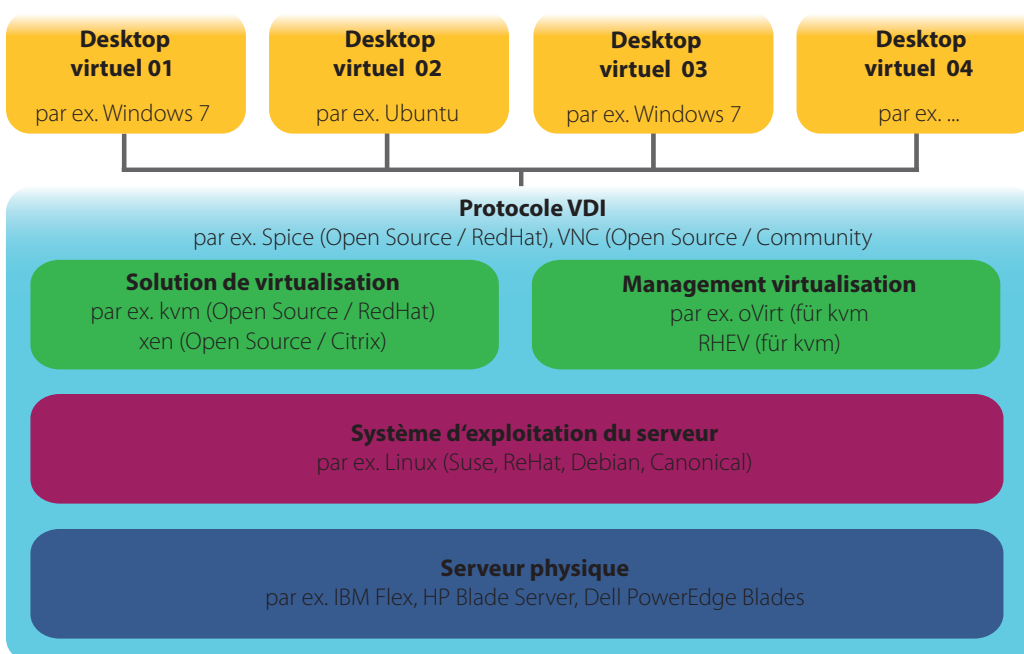 Desktop
virtuel 01
par ex. Windows 7
Desktop
virtuel 02
par ex. Ubuntu
Desktop
virtuel 03
par ex. Windows 7
Desktop
virtuel 04
par ex. ...
Protocole VDI
par ex. Spice (Open Source / RedHat), VNC (Open Source / Community
Solution de virtualisation
par ex. kvm (Open Source / RedHat)
xen (Open Source / Citrix)
Management virtualisation
par ex. oVirt (für kvm
RHEV (für kvm)
Système d‘exploitation du serveur
par ex. Linux (Suse, ReHat, Debian, Canonical)
Serveur physique
par ex. IBM Flex, HP Blade Server, Dell PowerEdge Blades